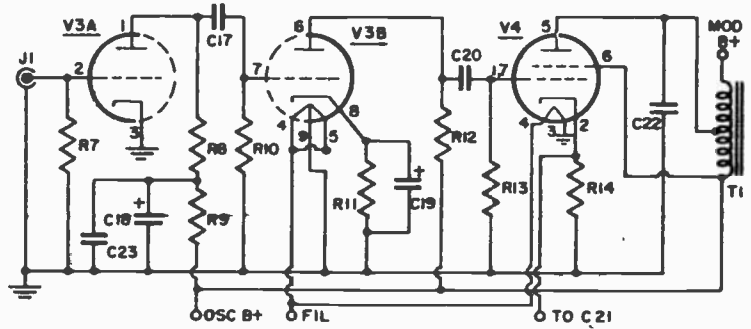 V3A
1
C17
6
V3B
V4
5
MOD
B+
J1
2
7
C20
17
6
3
4
9
5
8
4
3
2
C22
R7
R8
R10
R12
R13
R14
T1
R11
+
C19
+
C18
R9
C23
OSC B+
FIL
TO C21